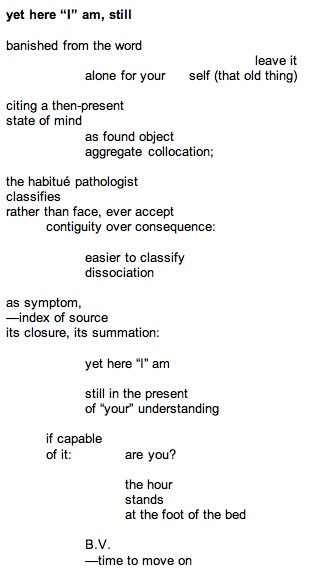 yet here “I” am, still
banished from the word
leave it
alone for your self (that old thing)
citing a then-present
state of mind
as found object
aggregate collocation;
the habitué pathologist
classifies
rather than face, ever accept
contiguity over consequence:
easier to classify
dissociation
as symptom,
—index of source
its closure, its summation:
yet here “I” am
still in the present
of “your” understanding
if capable
of it: are you?
the hour
stands
at the foot of the bed
B.V.
—time to move on